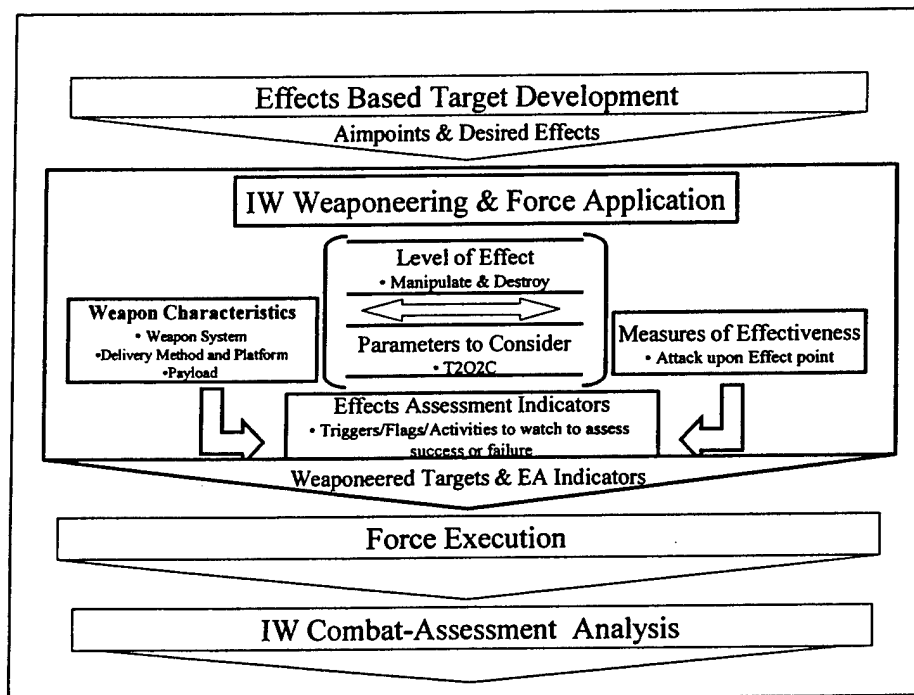 Effects Based Target Development
Aimpoints & Desired Effects
IW Weaponeering & Force Application
Level of Effect
• Manipulate & Destroy
Weapon Characteristics
• Weapon System
•Delivery Method and Platform
•Payload
Parameters to Consider
• T2O2C
Measures of Effectiveness
• Attack upon Effect point
Effects Assessment Indicators
• Triggers/Flags/Activities to watch to assess
success or failure
Weaponeered Targets & EA Indicators
Force Execution
IW Combat-Assessment Analysis